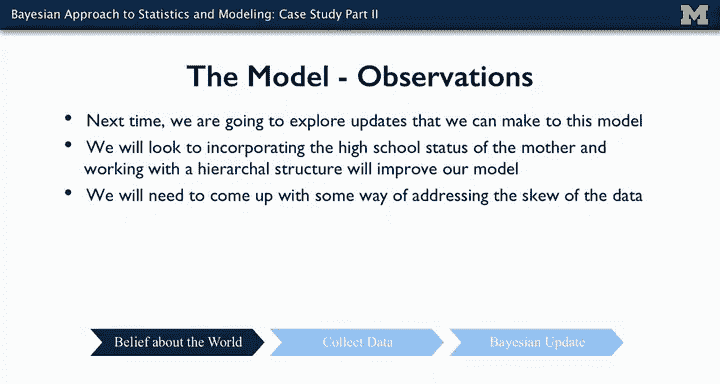 Bayesian Approach to Statistics and Modeling: Case Study Part II
M
The Model - Observations
• Next time, we are going to explore updates that we can make to this model
• We will look to incorporating the high school status of the mother and
working with a hierarchal structure will improve our model
• We will need to come up with some way of addressing the skew of the data
Belief about the World
Collect Data
Bayesian Update